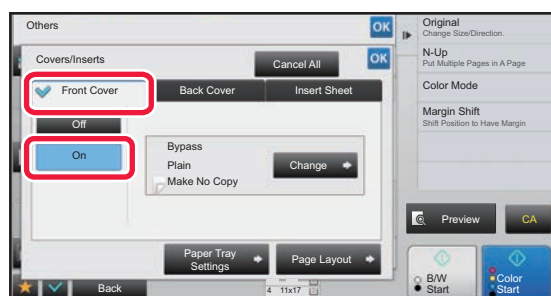 Others
OK
Covers/Inserts
Cancel All
OK
Front Cover
Back Cover
Insert Sheet
Off
On
Bypass
Plain
Make No Copy
Change
Paper Tray
Settings
Page Layout
Back
4 11x17
Original
Change Size/Direction.
N-Up
Put Multiple Pages in A Page
Color Mode
Margin Shift
Shift Position to Have Margin
Preview
CA
B/W
Start
Color
Start